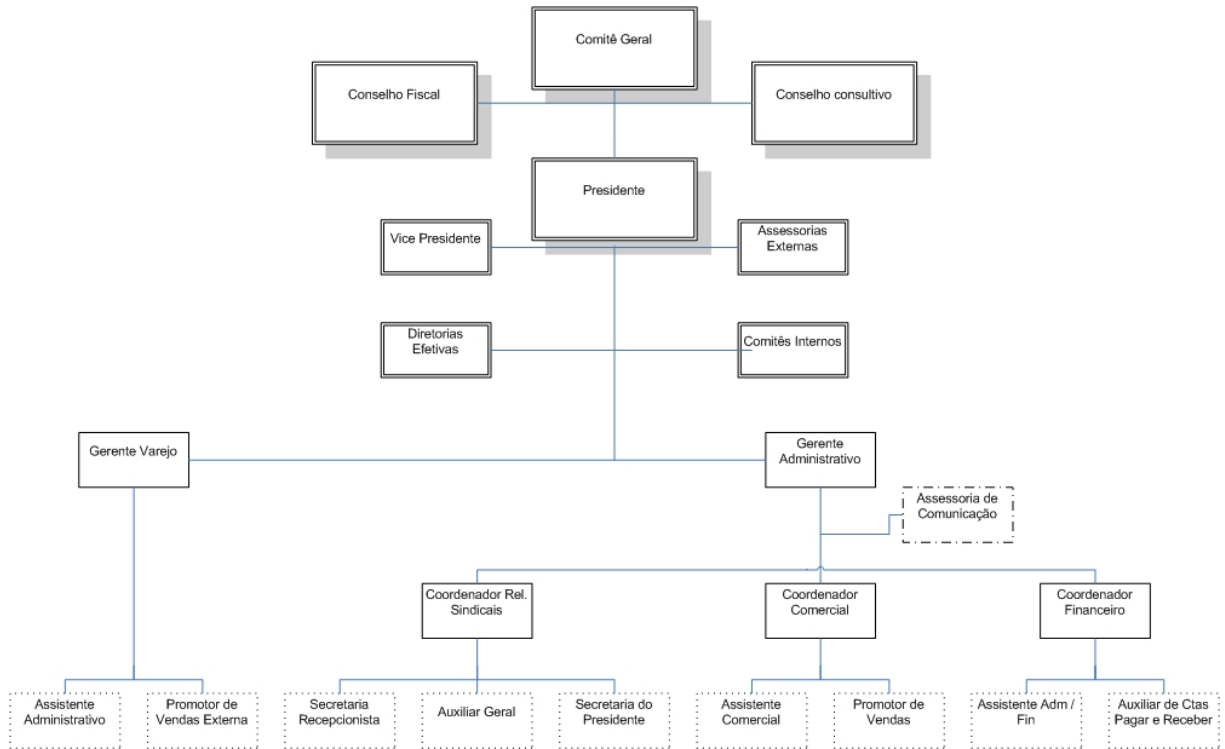 Comitê Geral
Conselho Fiscal
Conselho consultivo
Presidente
Vice Presidente
Assessorias
Externas
Diretorias
Efetivas
Comitês Internos
Gerente Varejo
Gerente
Administrativo
Assessoria de
Comunicação
Coordenador Rel.
Sindicais
Coordenador
Comercial
Coordenador
Financeiro
Assistente
Administrativo
Promotor de
Vendas Externa
Secretaria
Recepcionista
Auxiliar Geral
Secretaria do
Presidente
Assistente
Comercial
Promotor de
Vendas
Assistente Adm /
Fin
Auxiliar de Ctas
Pagar e Receber